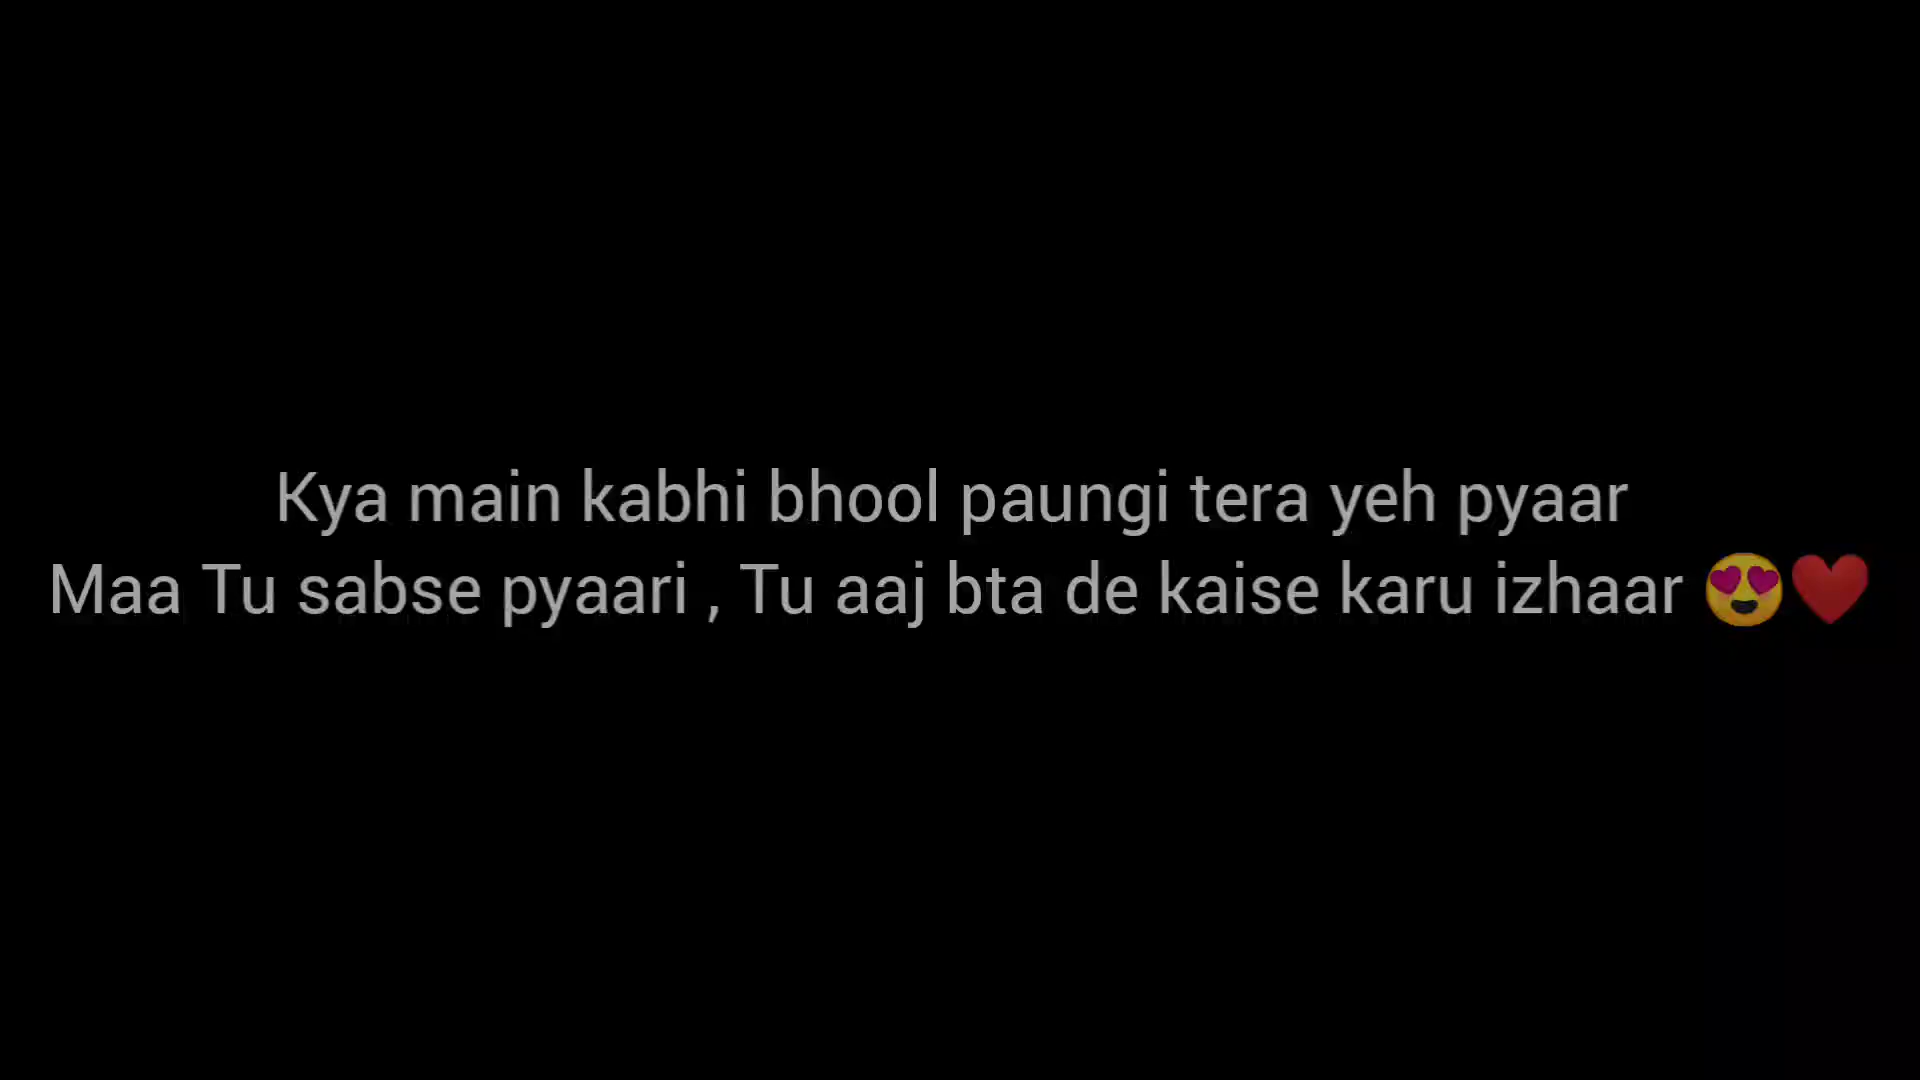 Kya main kabhi bhool paungi tera yeh pyaar
Maa Tu sabse pyaari , Tu aaj bta de kaise karu izhaar 😍❤️